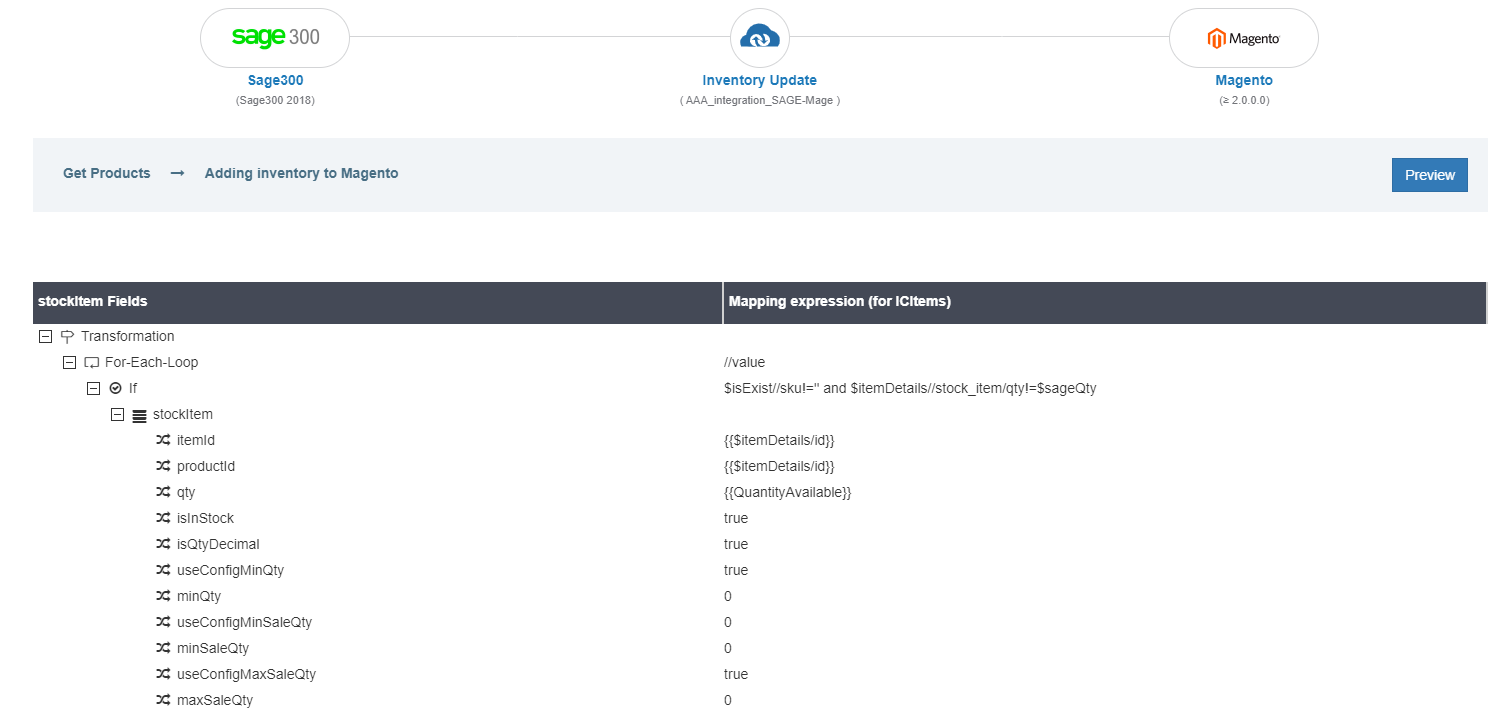 sage 300
Magento
Sage300
Inventory Update
Magento
(Sage300 2018)
( AAA_integration_SAGE-Mage )
(≥ 2.0.0.0)
Get Products → Adding inventory to Magento
Preview
stockItem Fields Mapping expression (for ICItems)
Transformation
For-Each-Loop //value
If $isExist//sku!='' and $itemDetails//stock_item/qty!=$sageQty
stockItem
itemId {{$itemDetails/id}}
productId {{$itemDetails/id}}
qty {{QuantityAvailable}}
isInStock true
isQtyDecimal true
useConfigMinQty true
minQty 0
useConfigMinSaleQty 0
minSaleQty 0
useConfigMaxSaleQty true
maxSaleQty 0